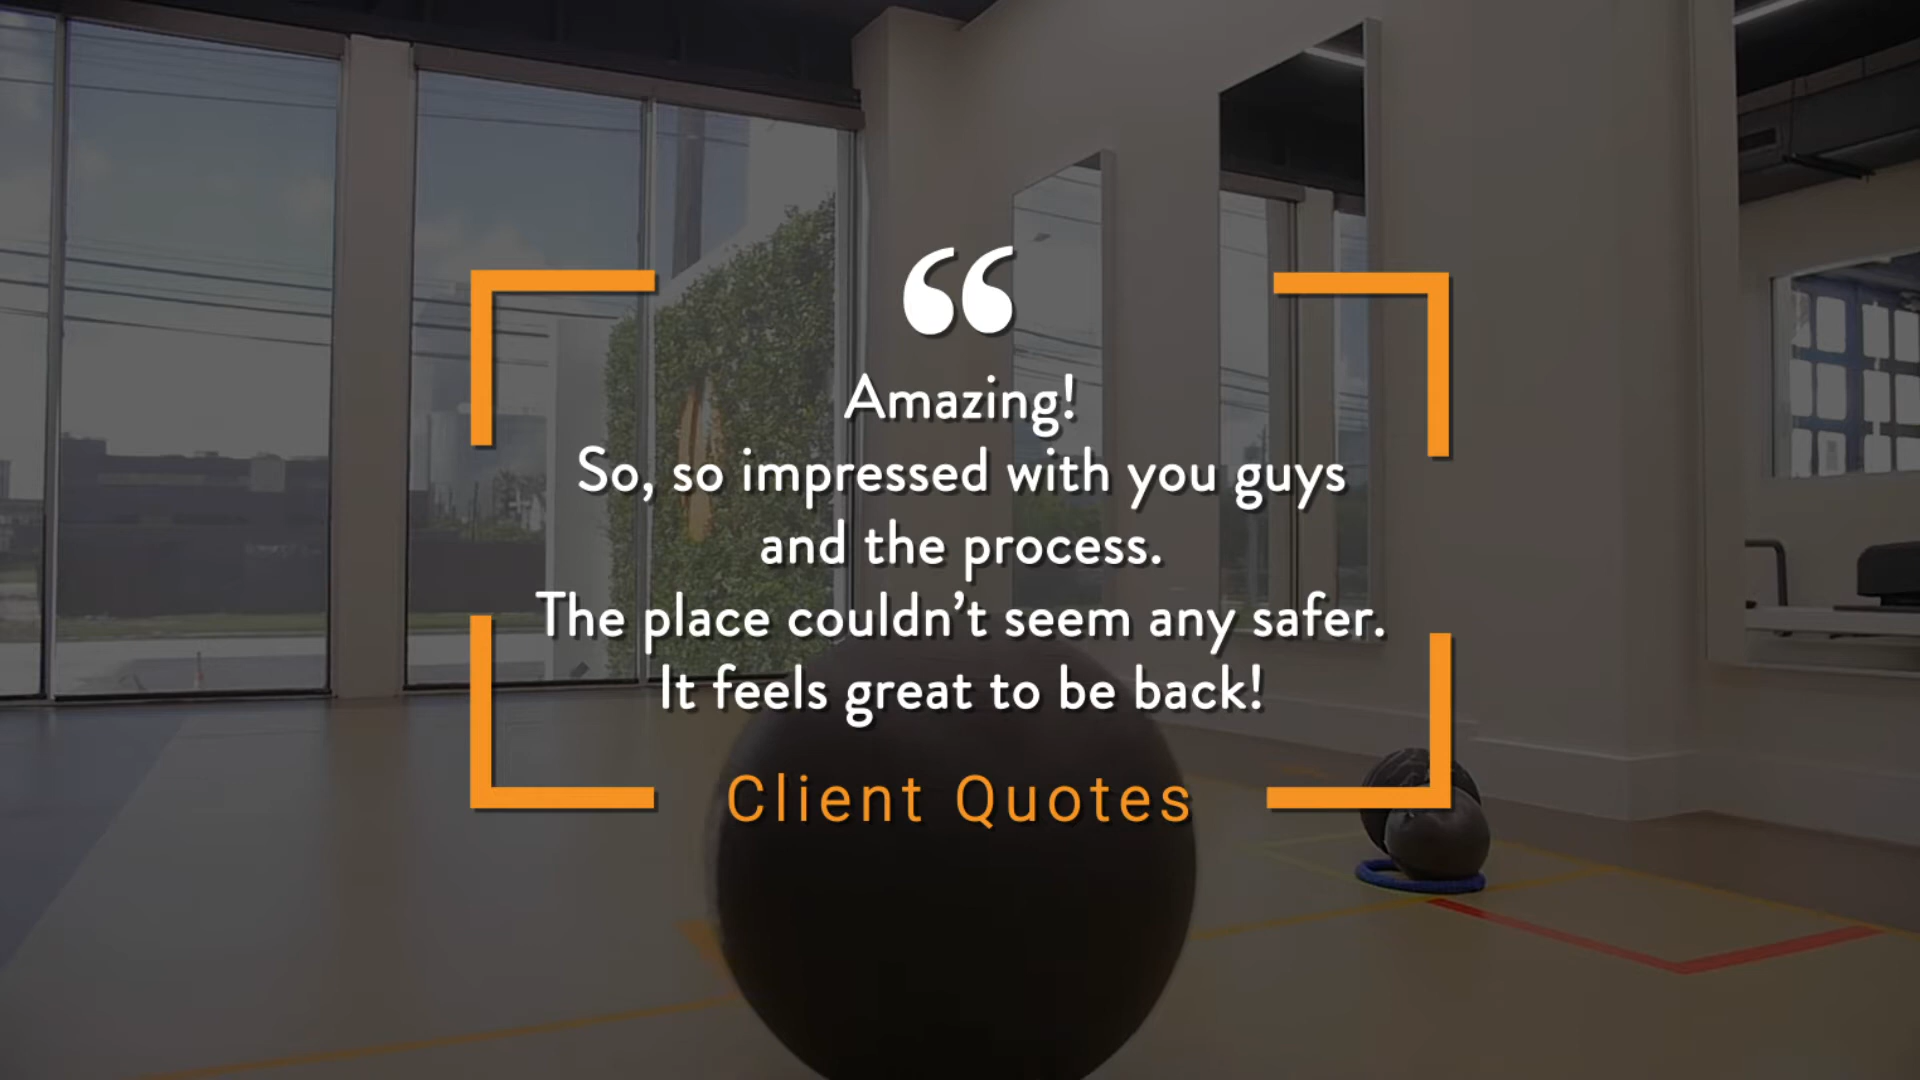 “
Amazing!
So, so impressed with you guys
and the process.
The place couldn’t seem any safer.
It feels great to be back!
Client Quotes